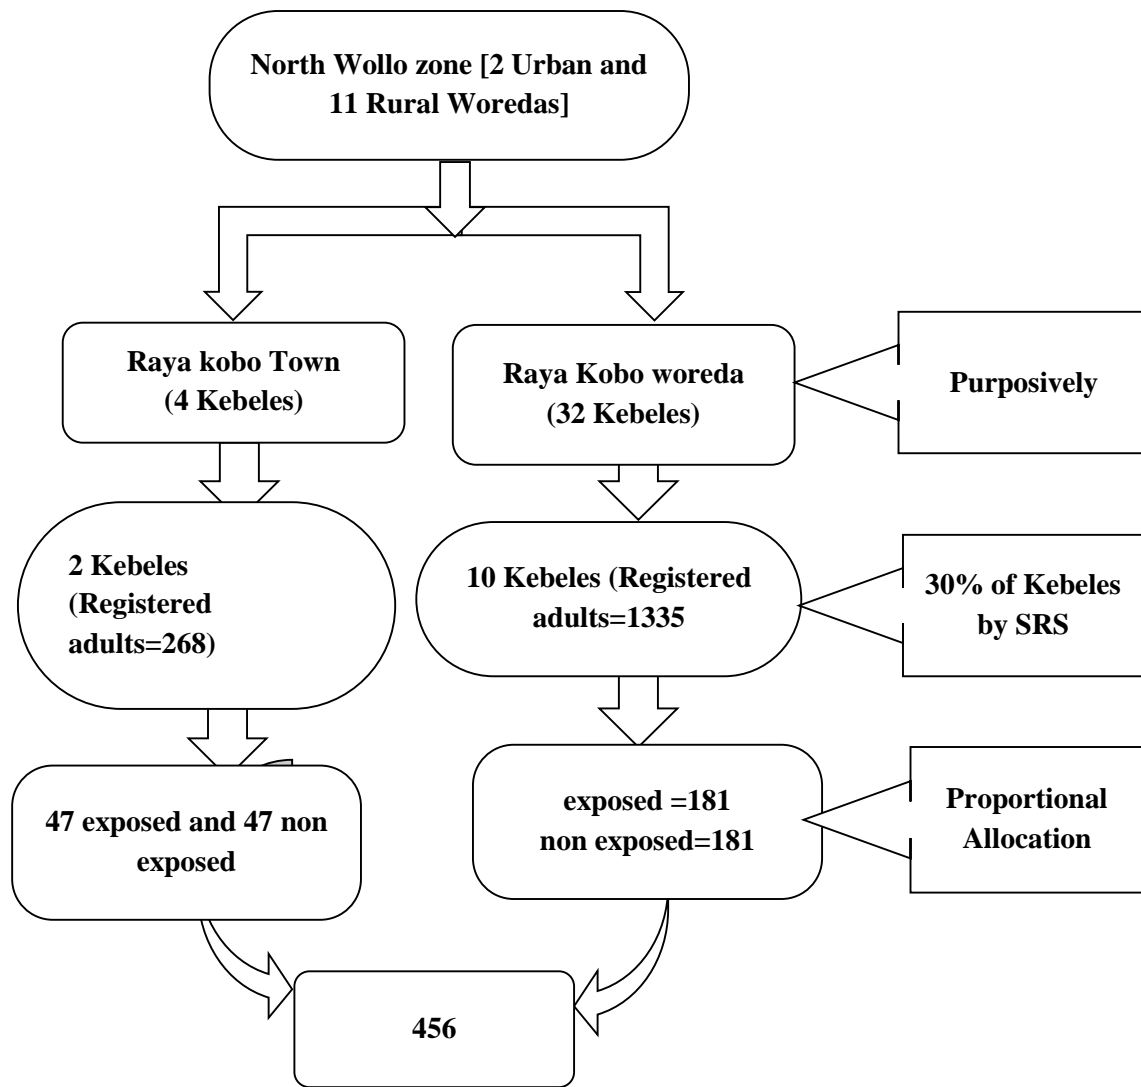 North Wollo zone [2 Urban and
11 Rural Woredas]
Raya kobo Town
(4 Kebeles)
Raya Kobo woreda
(32 Kebeles)
Purposively
2 Kebeles
(Registered
adults=268)
10 Kebeles (Registered
adults=1335
30% of Kebeles
by SRS
47 exposed and 47 non
exposed
exposed =181
non exposed=181
Proportional
Allocation
456